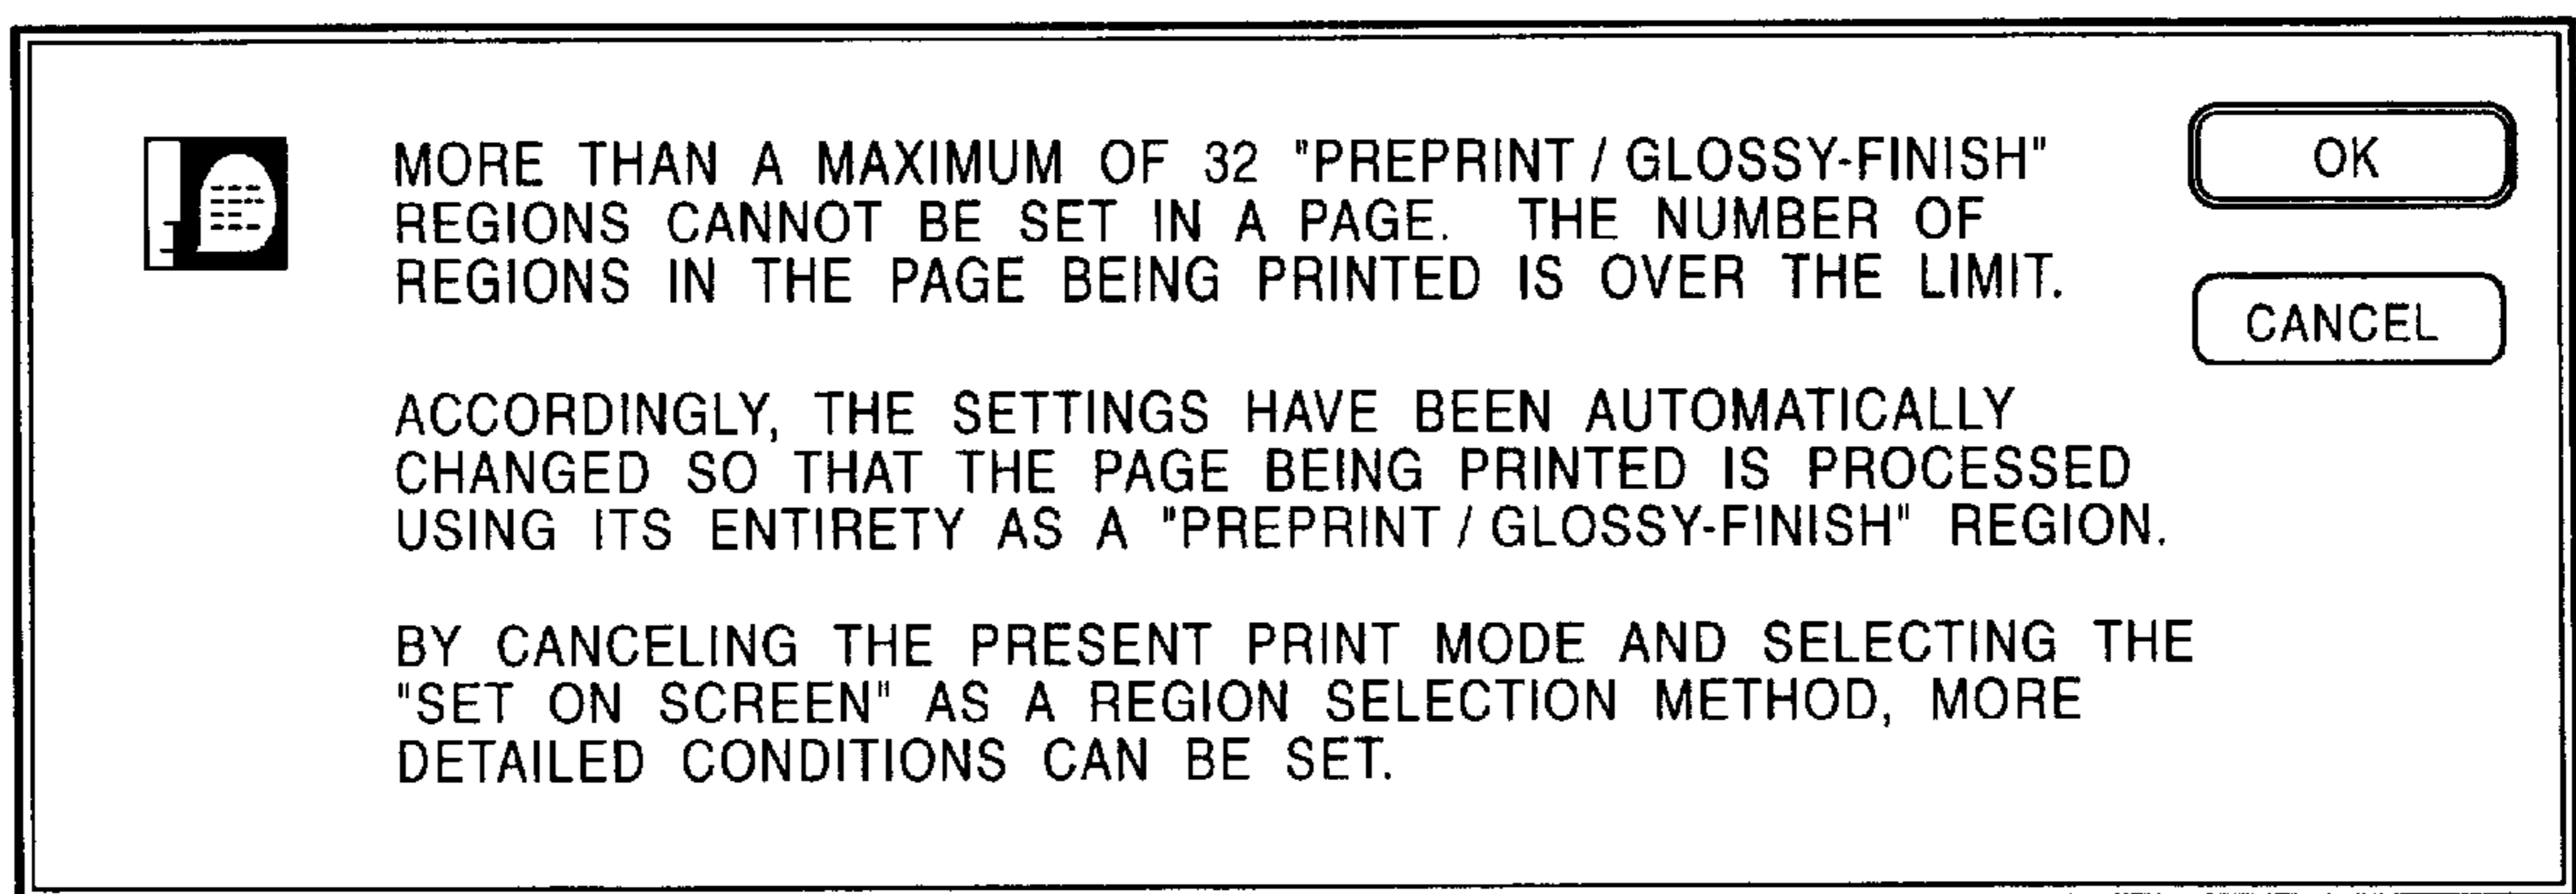 MORE THAN A MAXIMUM OF 32 "PREPRINT / GLOSSY-FINISH"
REGIONS CANNOT BE SET IN A PAGE. THE NUMBER OF
REGIONS IN THE PAGE BEING PRINTED IS OVER THE LIMIT.
OK
CANCEL
ACCORDINGLY, THE SETTINGS HAVE BEEN AUTOMATICALLY
CHANGED SO THAT THE PAGE BEING PRINTED IS PROCESSED
USING ITS ENTIRETY AS A "PREPRINT / GLOSSY-FINISH" REGION.
BY CANCELING THE PRESENT PRINT MODE AND SELECTING THE
"SET ON SCREEN" AS A REGION SELECTION METHOD, MORE
DETAILED CONDITIONS CAN BE SET.